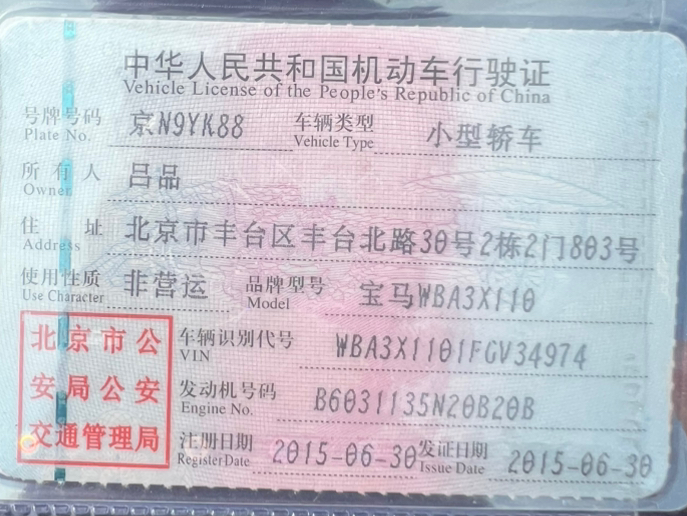 中华人民共和国机动车行驶证
Vehicle License of the People's Republic of China
号牌号码 京N9YK88 车辆类型 小型轿车
Plate No. Vehicle Type
所有人 吕品
Owner
住址 北京市丰台区丰台北路30号2栋2门803号
Address
使用性质 非营运 品牌型号 宝马WBA3X110
Use Character Model
车辆识别代号 WBA3X1101FGV34974
VIN
发动机号码 B6031135N20B20B
Engine No.
注册日期 2015-06-30 发证日期 2015-06-30
Register Date Issue Date
北京市公
安局公安
交通管理局